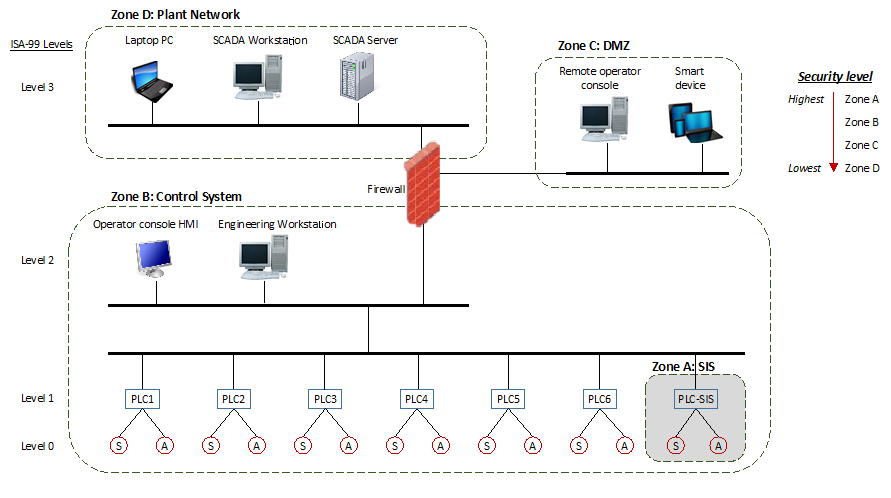 Zone D: Plant Network
ISA-99 Levels
Laptop PC
SCADA Workstation
SCADA Server
Level 3
Zone C: DMZ
Remote operator
console
Smart
device
Security level
Highest
Zone A
Zone B
Zone C
Lowest
Zone D
Firewall
Zone B: Control System
Operator console HMI
Engineering Workstation
Level 2
Zone A: SIS
Level 1
PLC1
PLC2
PLC3
PLC4
PLC5
PLC6
PLC-SIS
Level 0
S
A
S
A
S
A
S
A
S
A
S
A
S
A